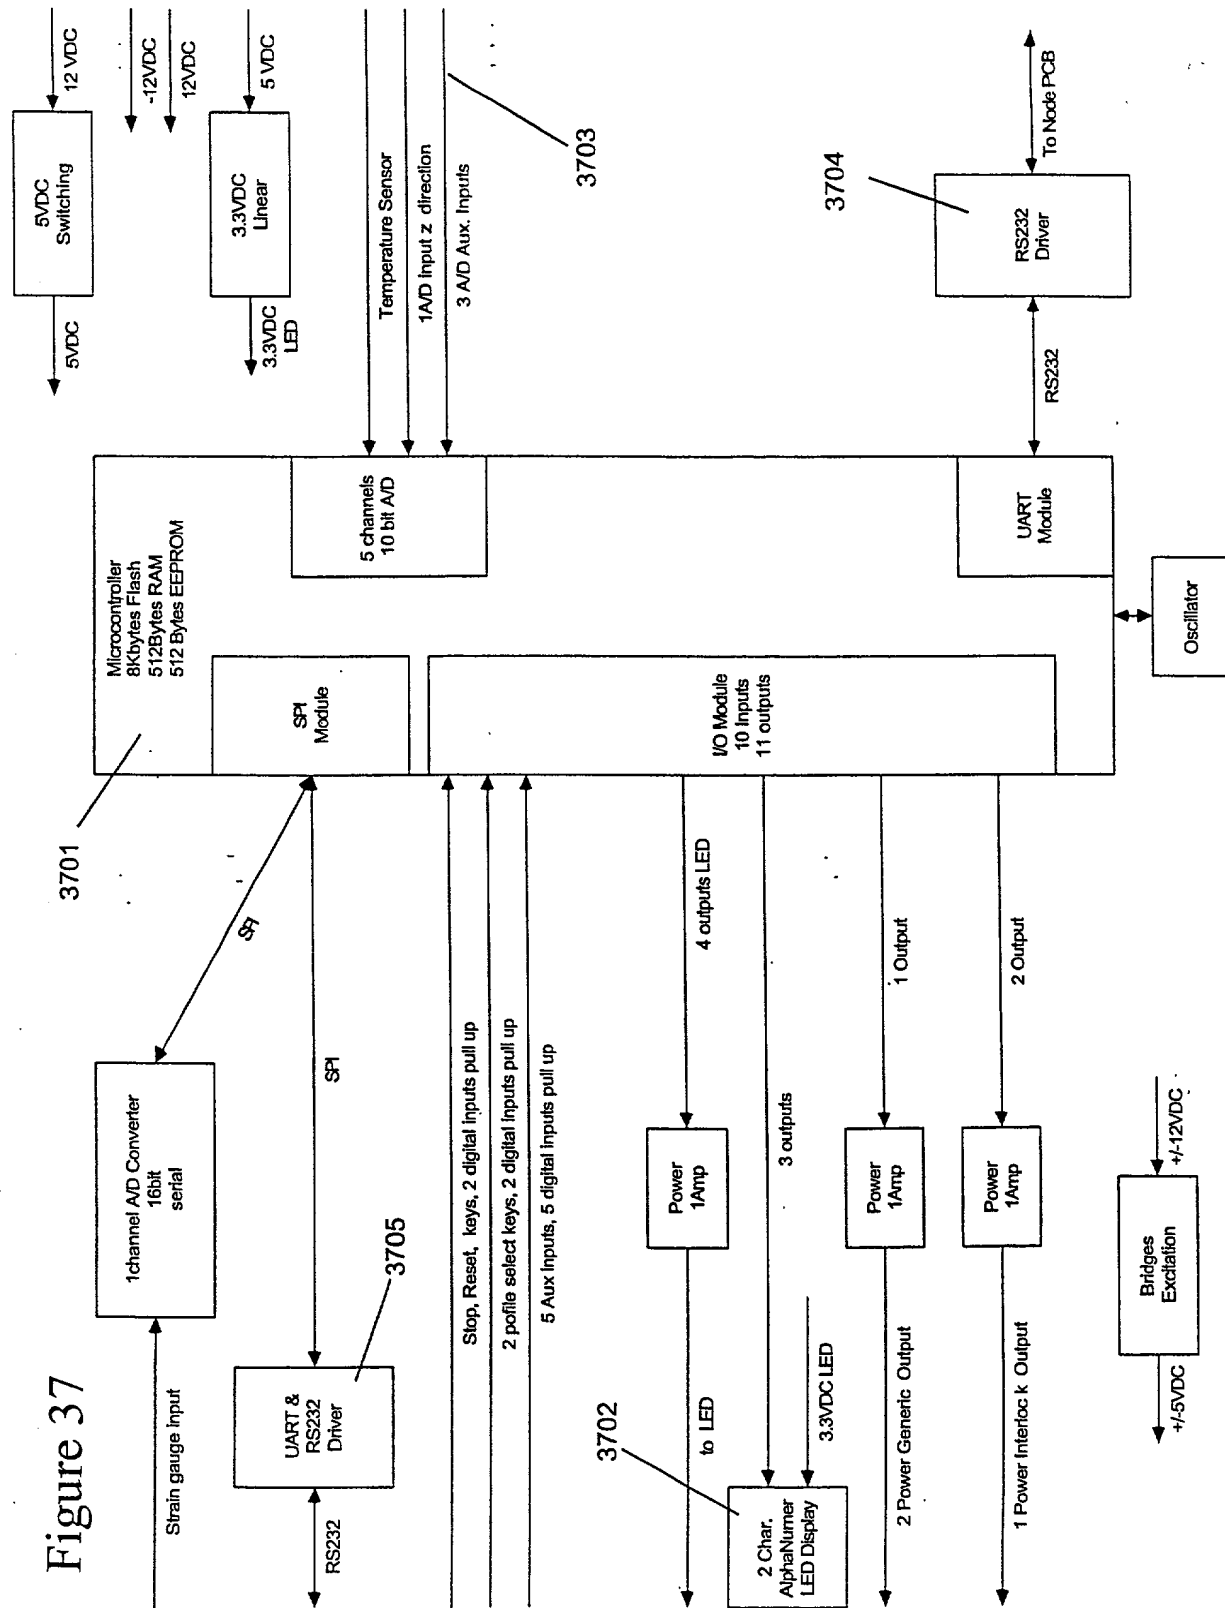 Figure 37
Strain gauge input
1channel A/D Converter
16bit
serial
SPI
3701
Microcontroller
8Kbytes Flash
512Bytes RAM
512 Bytes EEPROM
5VDC
5VDC
Switching
12 VDC
-12VDC
12VDC
3.3VDC
LED
3.3VDC
Linear
5 VDC
RS232
UART &
RS232
Driver
3705
SPI
SPI
Module
5 channels
10 bit A/D
Temperature Sensor
1A/D Input z direction
3 A/D Aux. Inputs
3703
Stop, Reset, keys, 2 digital inputs pull up
2 pofile select keys, 2 digital inputs pull up
5 Aux Inputs, 5 digital inputs pull up
to LED
Power
1Amp
4 outputs LED
I/O Module
10 Inputs
11 outputs
3702
2 Char.
AlphaNumer
LED Display
3.3VDC LED
3 outputs
2 Power Generic Output
Power
1Amp
1 Output
1 Power Interlock Output
Power
1Amp
2 Output
UART
Module
RS232
3704
RS232
Driver
To Node PCB
Oscillator
+/-5VDC
Bridges
Excitation
+/-12VDC